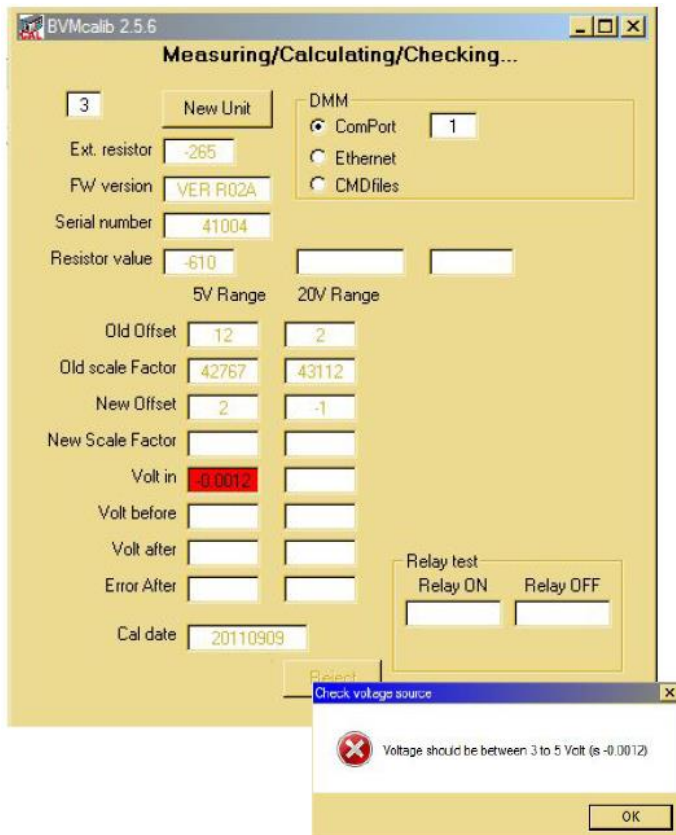 BVMcalib 2.5.6
Measuring/Calculating/Checking...
3
New Unit
DMM
ComPort 1
Ethernet
CMDfiles
Ext. resistor -265
FW version VER R02A
Serial number 41004
Resistor value -610
5V Range 20V Range
Old Offset 12 2
Old scale Factor 42767 43112
New Offset 2 -1
New Scale Factor
Volt in -0.0012
Volt before
Volt after
Error After
Relay test
Relay ON Relay OFF
Cal date 20110909
Reject
Check voltage source
Voltage should be between 3 to 5 Volt (is -0.0012)
OK